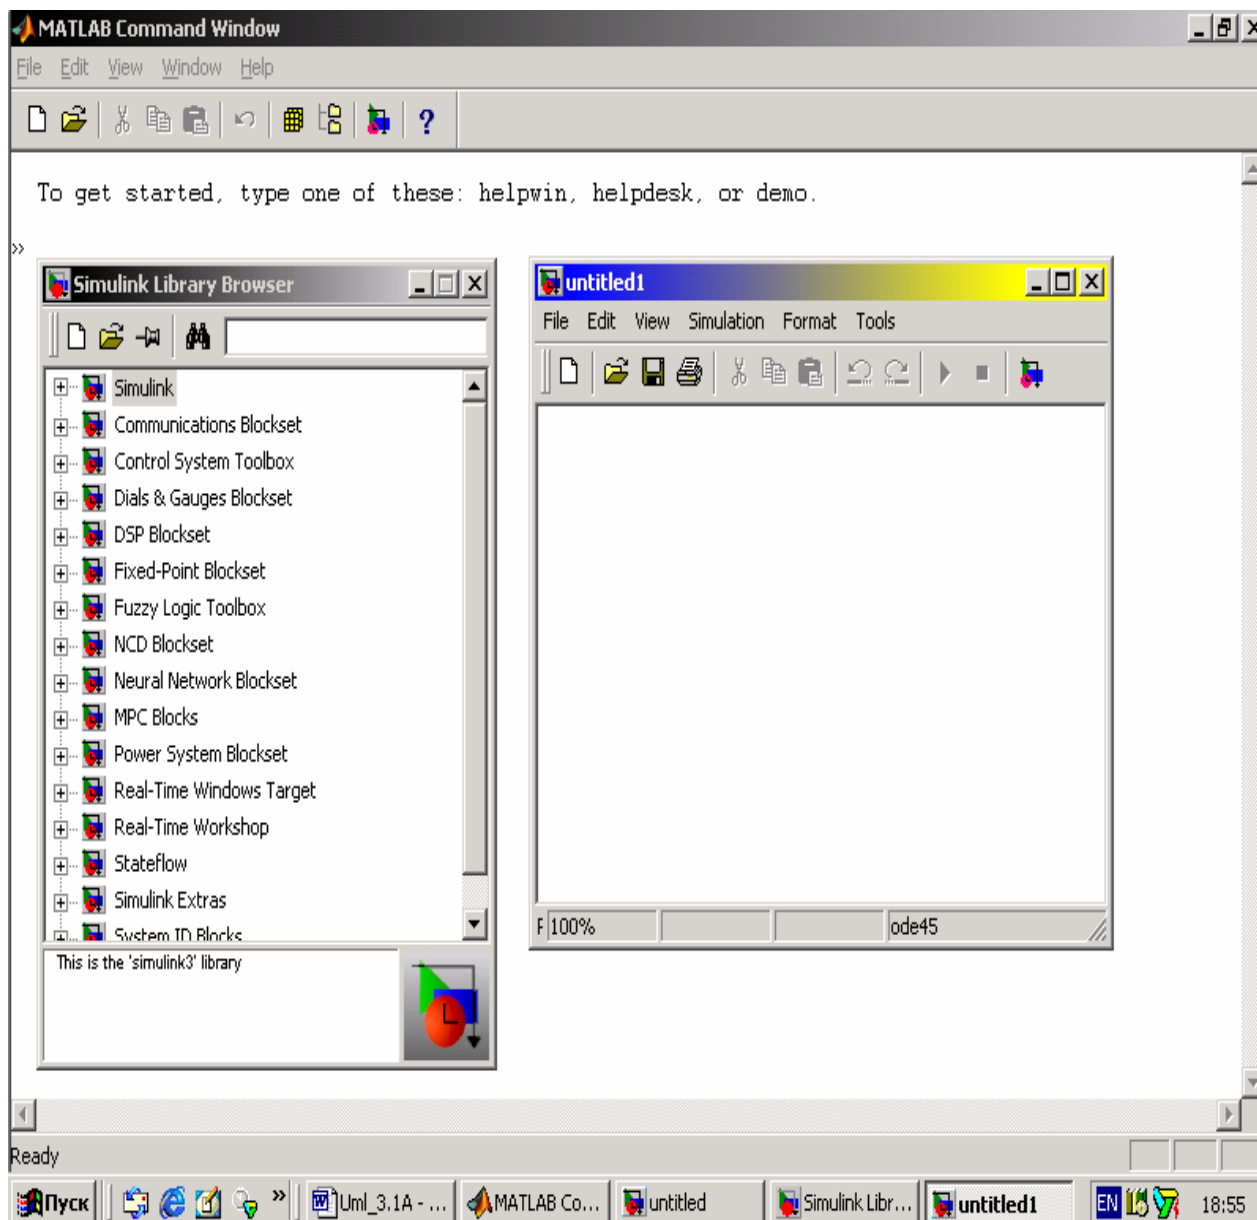 MATLAB Command Window
File Edit View Window Help
To get started, type one of these: helpwin, helpdesk, or demo.
»
Simulink Library Browser
Simulink
Communications Blockset
Control System Toolbox
Dials & Gauges Blockset
DSP Blockset
Fixed-Point Blockset
Fuzzy Logic Toolbox
NCD Blockset
Neural Network Blockset
MPC Blocks
Power System Blockset
Real-Time Windows Target
Real-Time Workshop
Stateflow
Simulink Extras
System ID Blocks
This is the 'simulink3' library
untitled1
File Edit View Simulation Format Tools
F 100% ode45
Ready
Пуск » Uml_3.1A - ... MATLAB Co... untitled Simulink Libr... untitled1 EN 18:55